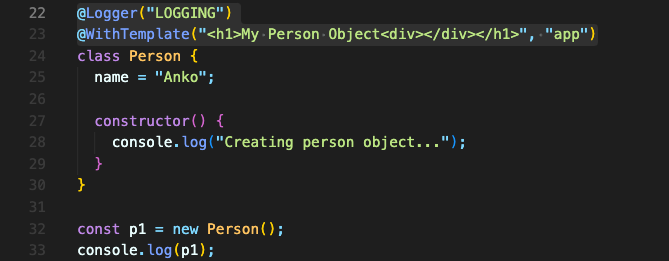 22 @Logger("LOGGING")
23 @WithTemplate("<h1>My Person Object<div></div></h1>", "app")
24 class Person {
25   name = "Anko";
26
27   constructor() {
28     console.log("Creating person object...");
29   }
30 }
31
32 const p1 = new Person();
33 console.log(p1);